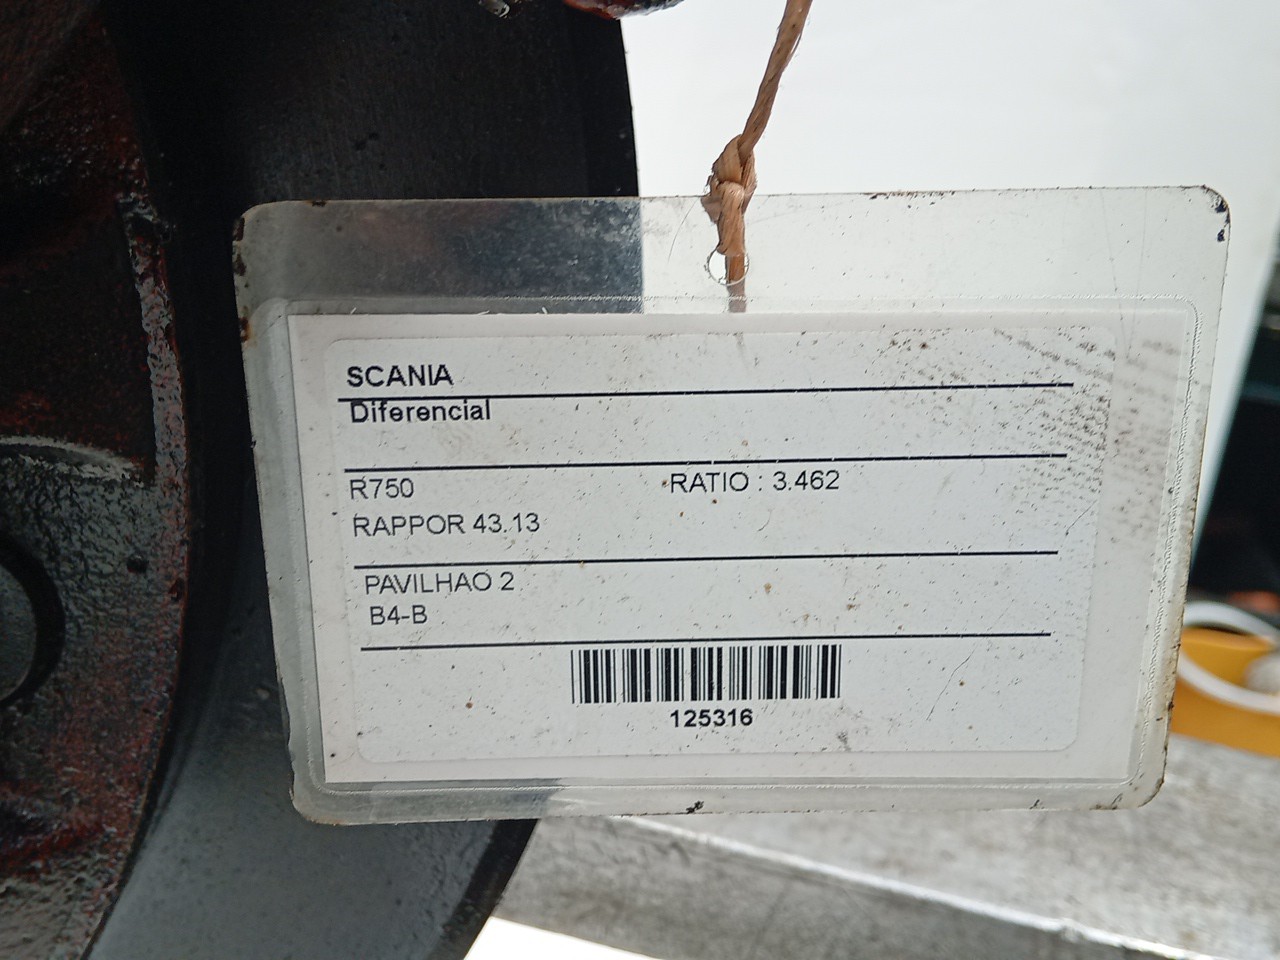 SCANIA
Diferencial
R750 RATIO : 3.462
RAPPOR 43.13
PAVILHAO 2
B4-B
125316